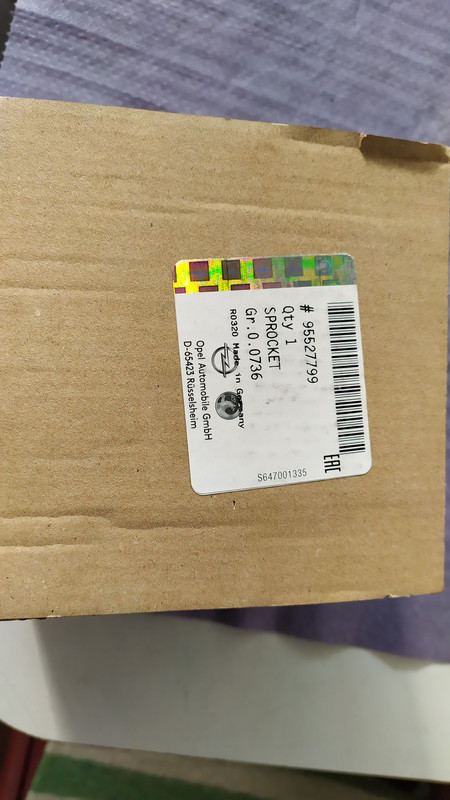 # 95527799
Qty 1
SPROCKET
Gr.0.0736
R0320 Made in Germany
Opel Automobile GmbH
D-65423 Rüsselsheim
EAC
S647001335